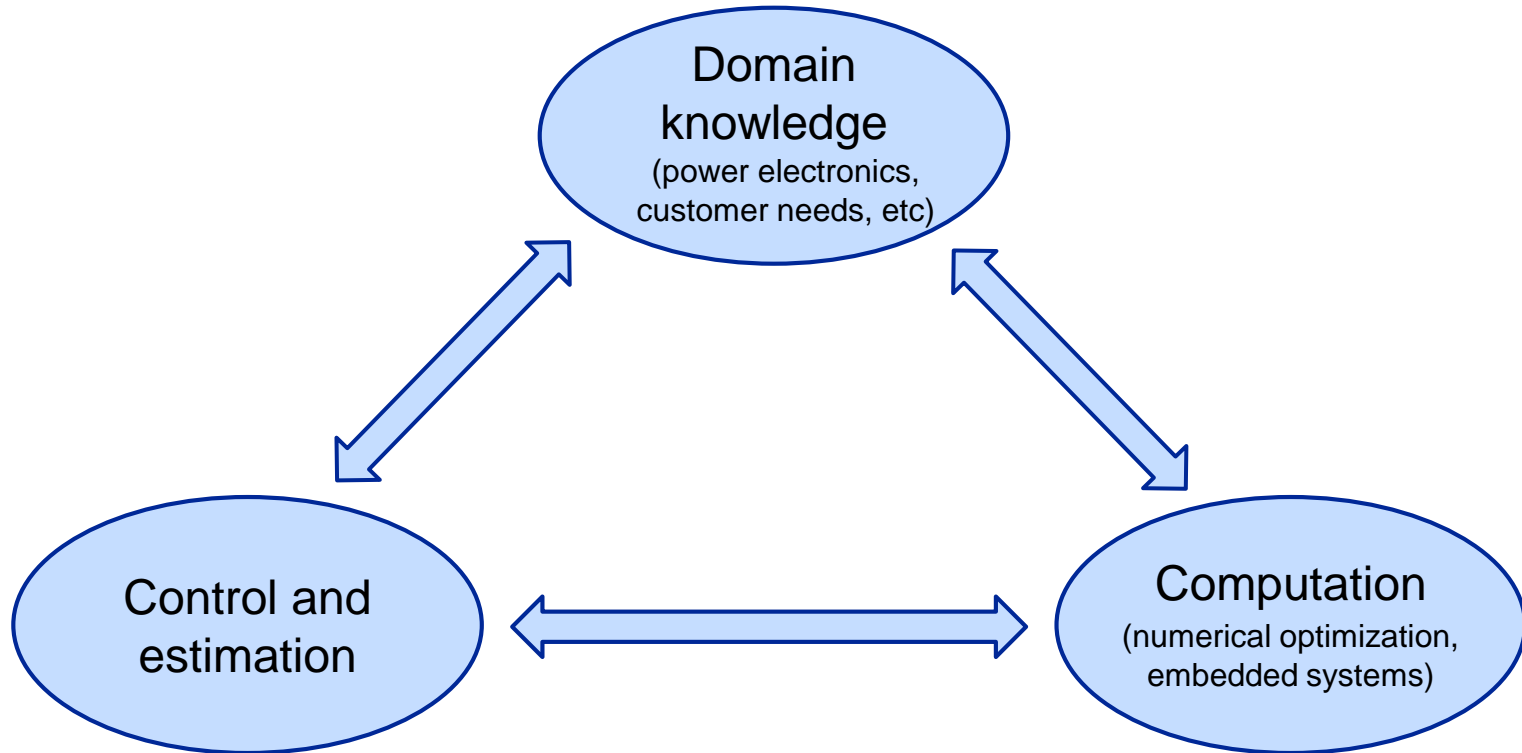 Domain
knowledge
(power electronics,
customer needs, etc)
Control and
estimation
Computation
(numerical optimization,
embedded systems)